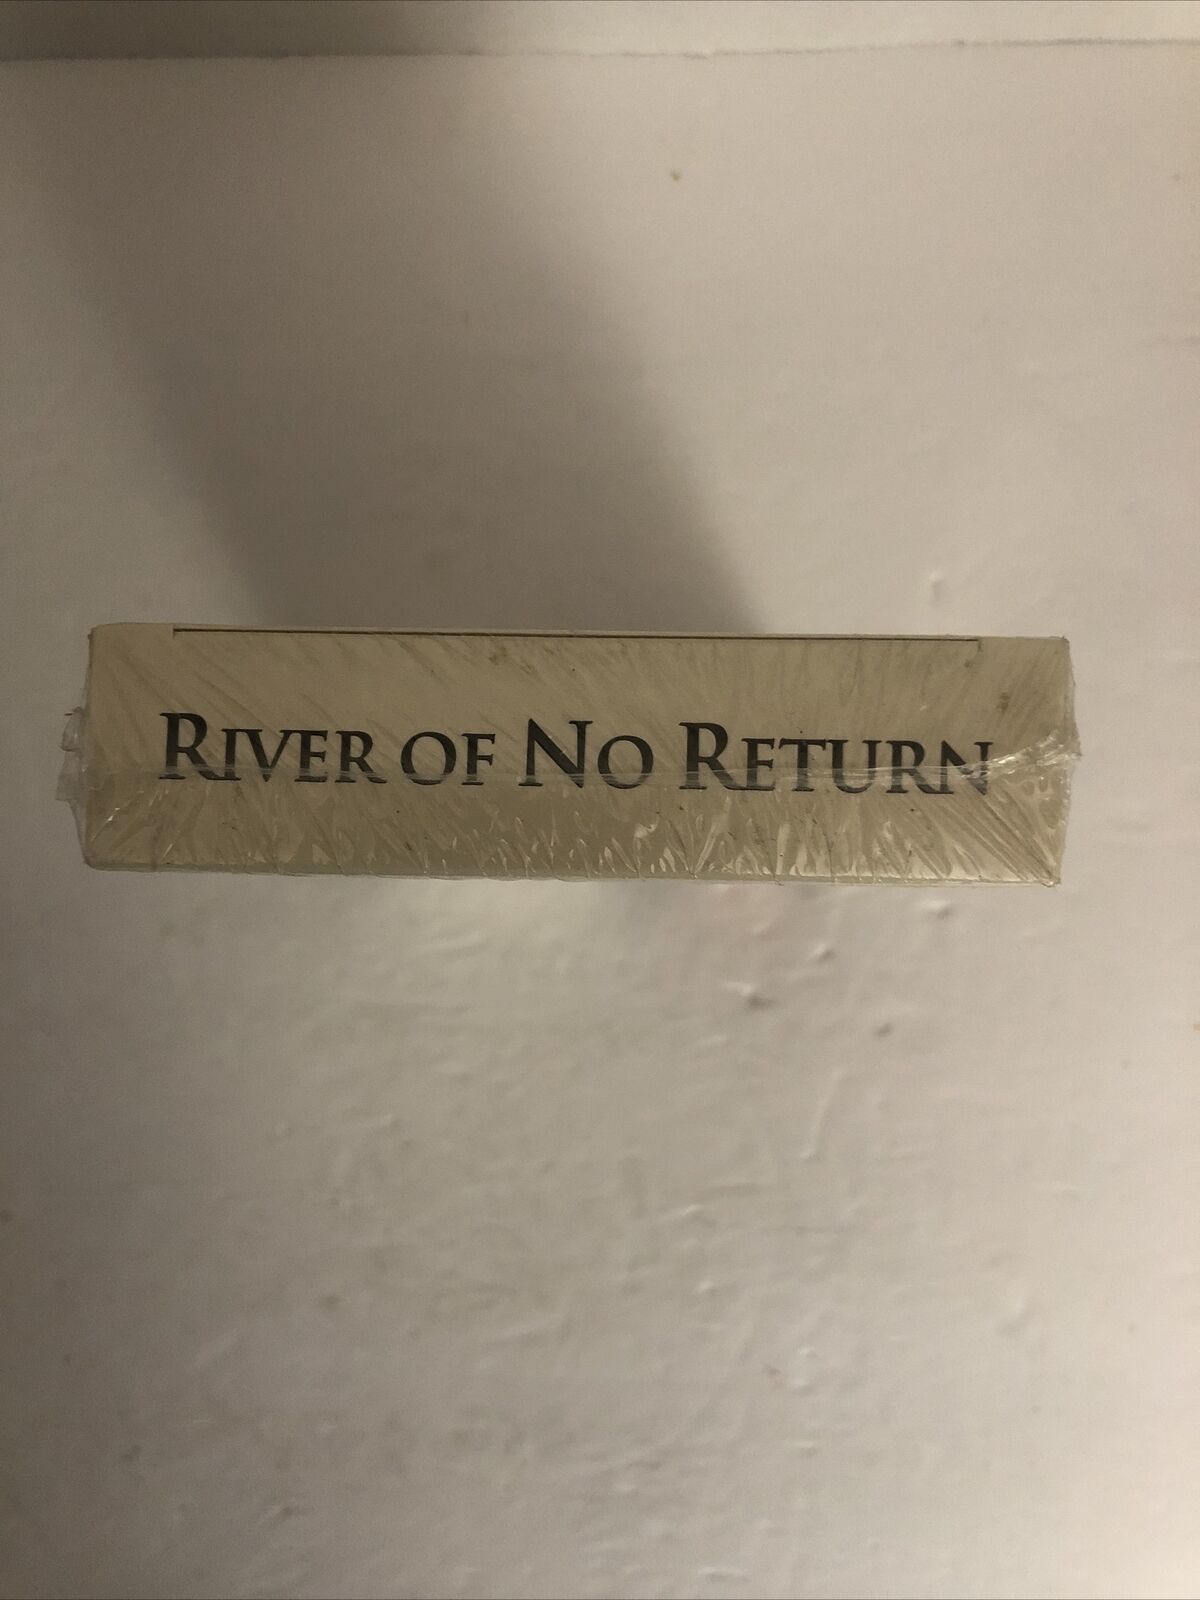 RIVER OF NO RETURN